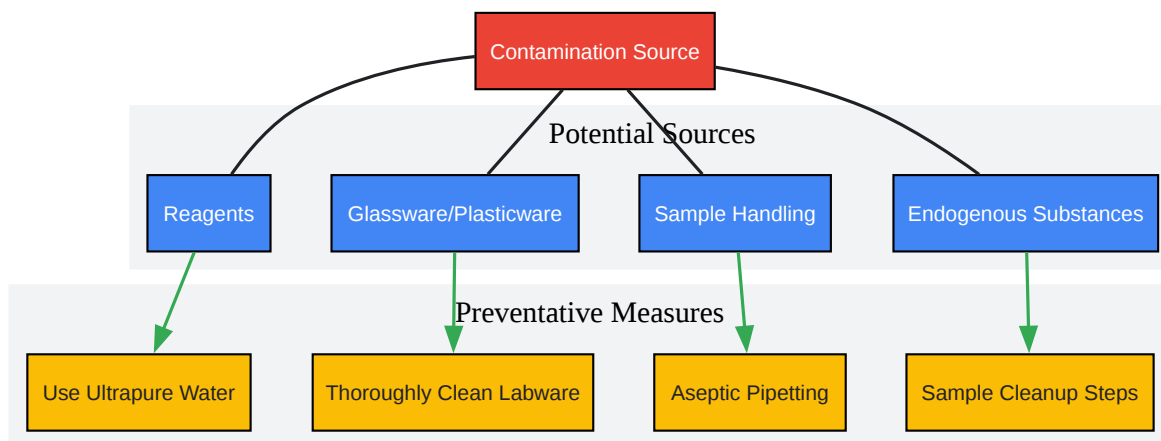 Contamination Source
Potential Sources
Reagents
Glassware/Plasticware
Sample Handling
Endogenous Substances
Preventative Measures
Use Ultrapure Water
Thoroughly Clean Labware
Aseptic Pipetting
Sample Cleanup Steps